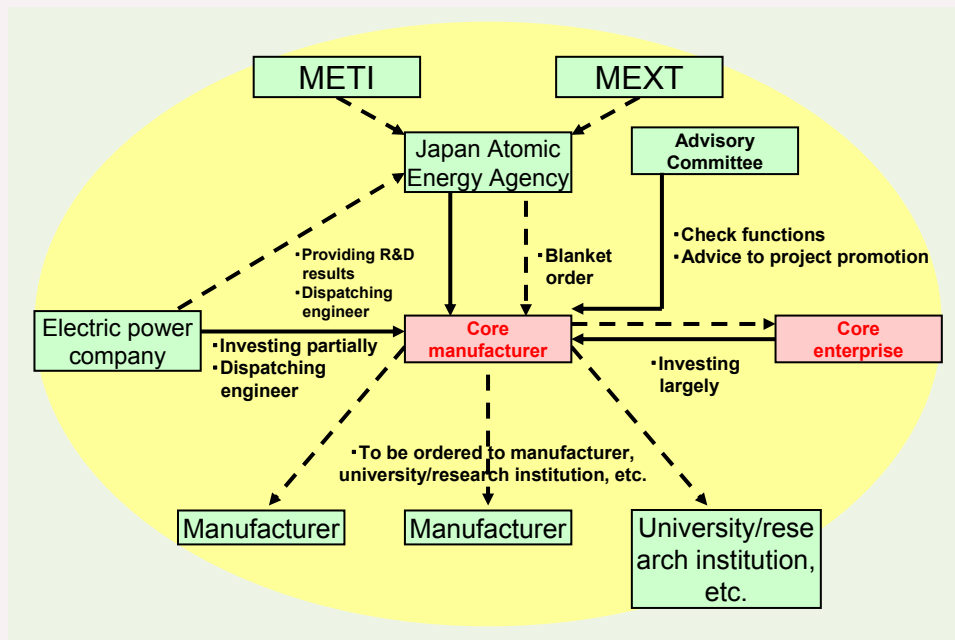 METI
MEXT
Japan Atomic
Energy Agency
Advisory
Committee
・Check functions
・Advice to project promotion
・Providing R&D
results
・Dispatching
engineer
・Blanket
order
Electric power
company
・Investing partially
・Dispatching
engineer
Core
manufacturer
Core
enterprise
・Investing
largely
・To be ordered to manufacturer,
university/research institution, etc.
Manufacturer
Manufacturer
University/rese
arch institution,
etc.